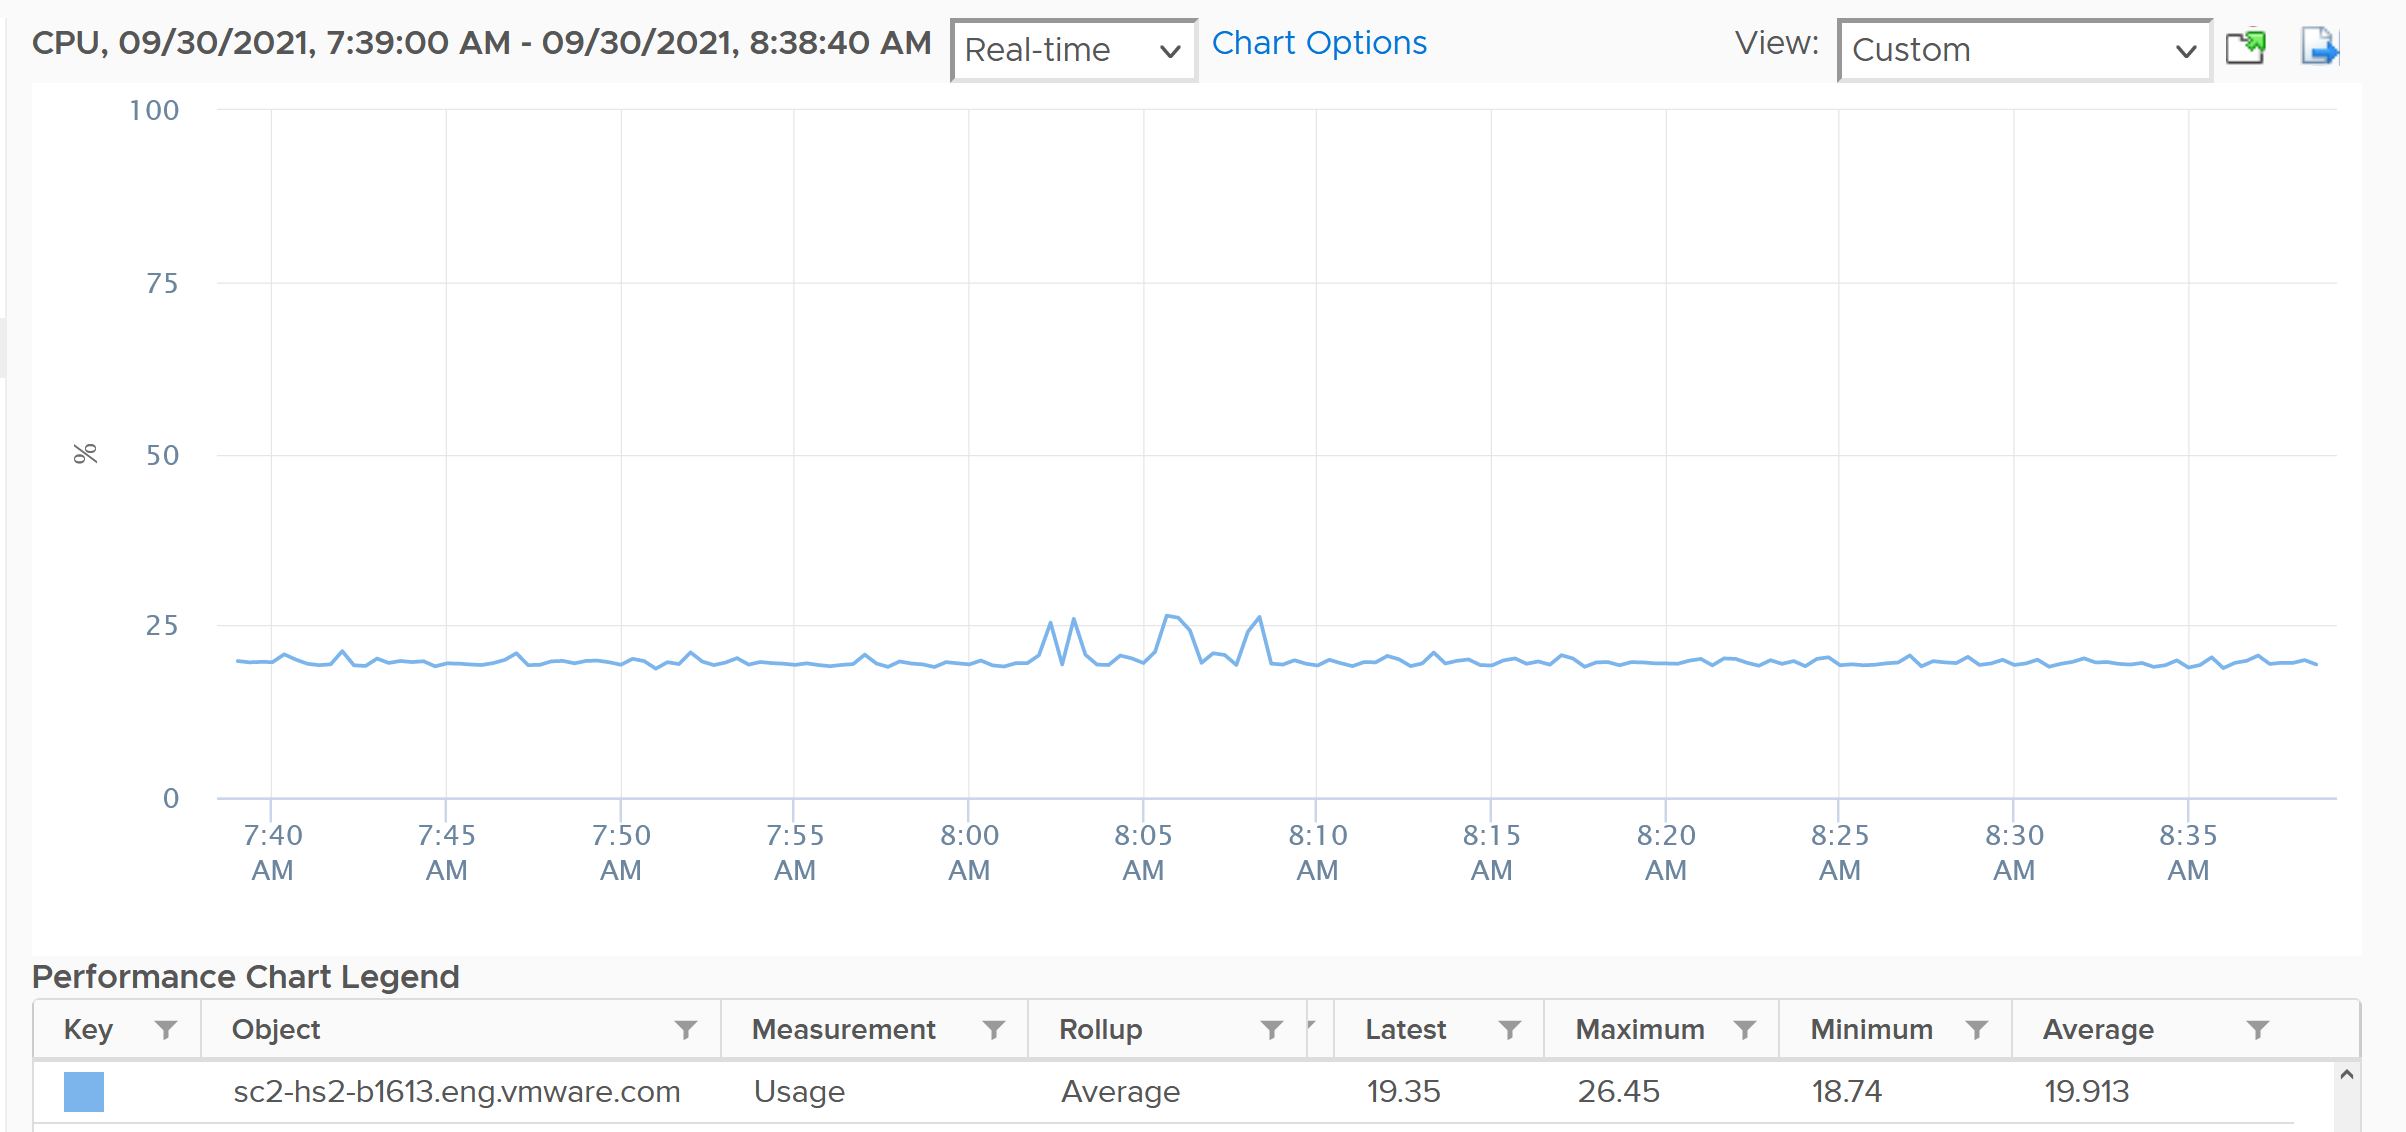 CPU, 09/30/2021, 7:39:00 AM - 09/30/2021, 8:38:40 AM Real-time Chart Options View: Custom
100
75
50
25
0
%
7:40 AM 7:45 AM 7:50 AM 7:55 AM 8:00 AM 8:05 AM 8:10 AM 8:15 AM 8:20 AM 8:25 AM 8:30 AM 8:35 AM
Performance Chart Legend
Key Object Measurement Rollup Latest Maximum Minimum Average
sc2-hs2-b1613.eng.vmware.com Usage Average 19.35 26.45 18.74 19.913